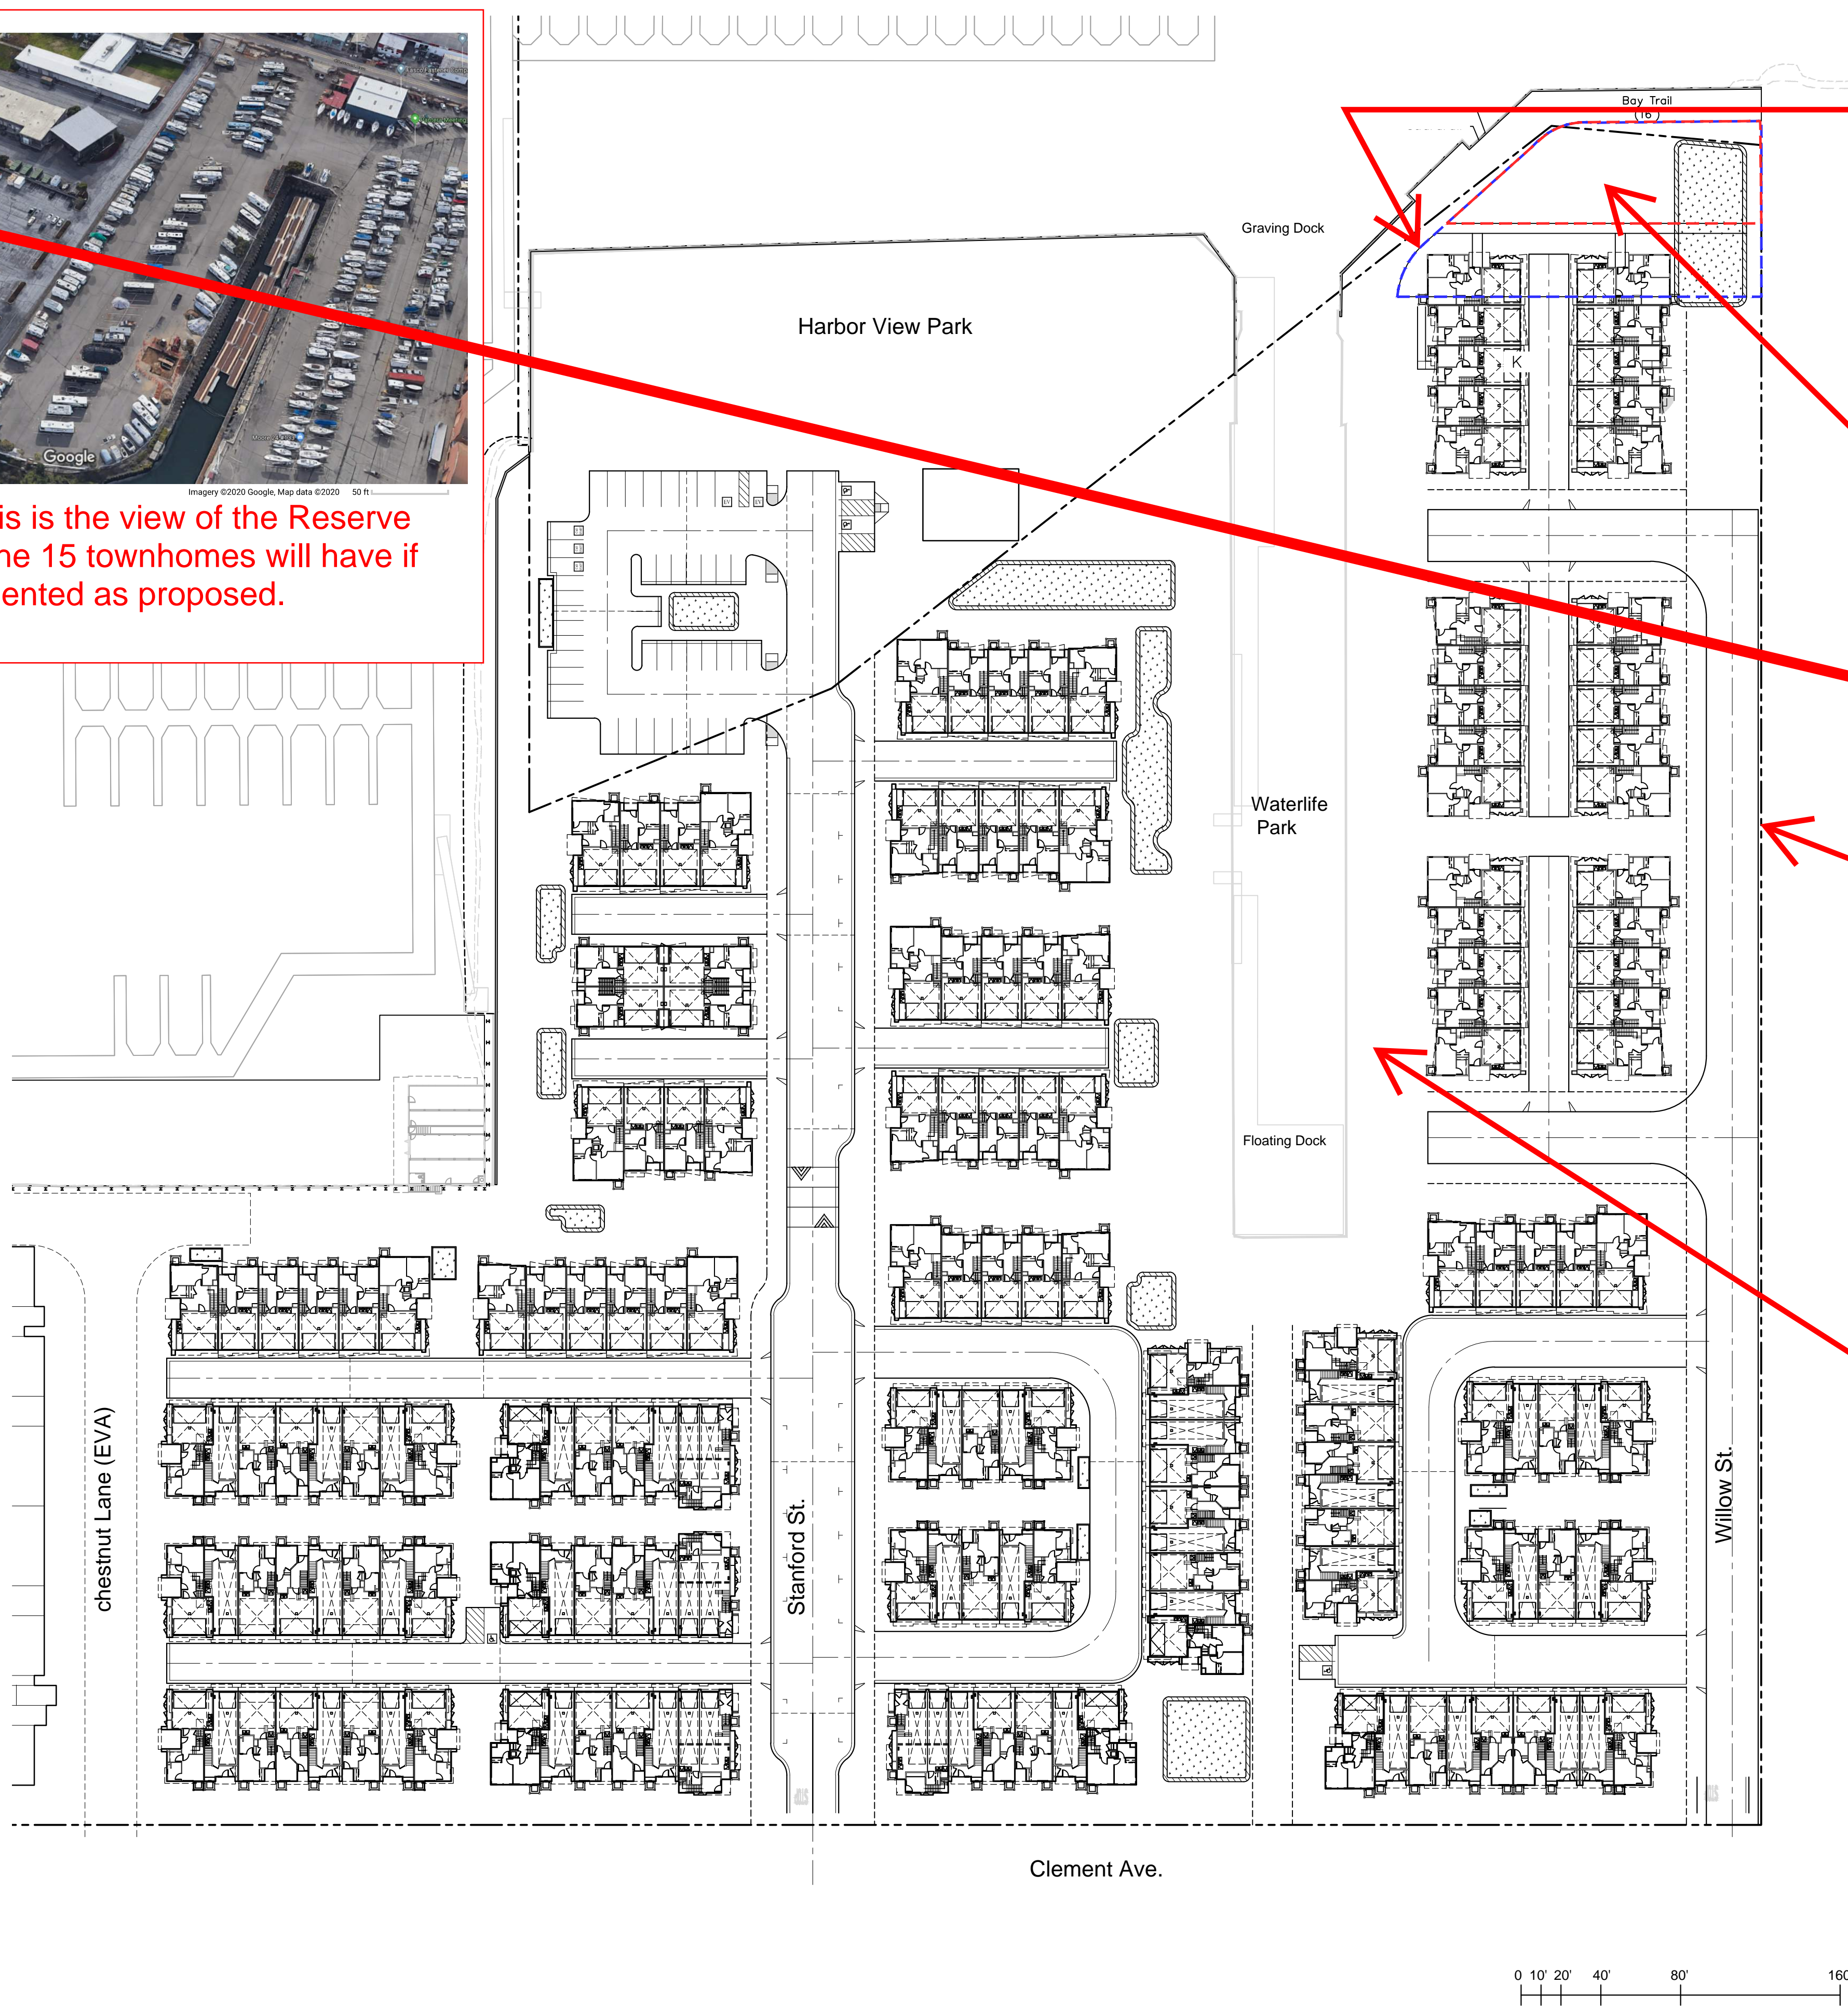 Google
Imagery ©2020 Google, Map data ©2020 50 ft
is is the view of the Reserve
ne 15 townhomes will have if
ented as proposed.
Bay Trail
(16')
Graving Dock
Harbor View Park
K
Waterlife
Park
Floating Dock
chestnut Lane (EVA)
Stanford St.
Willow St.
Clement Ave.
0 10' 20' 40' 80' 160